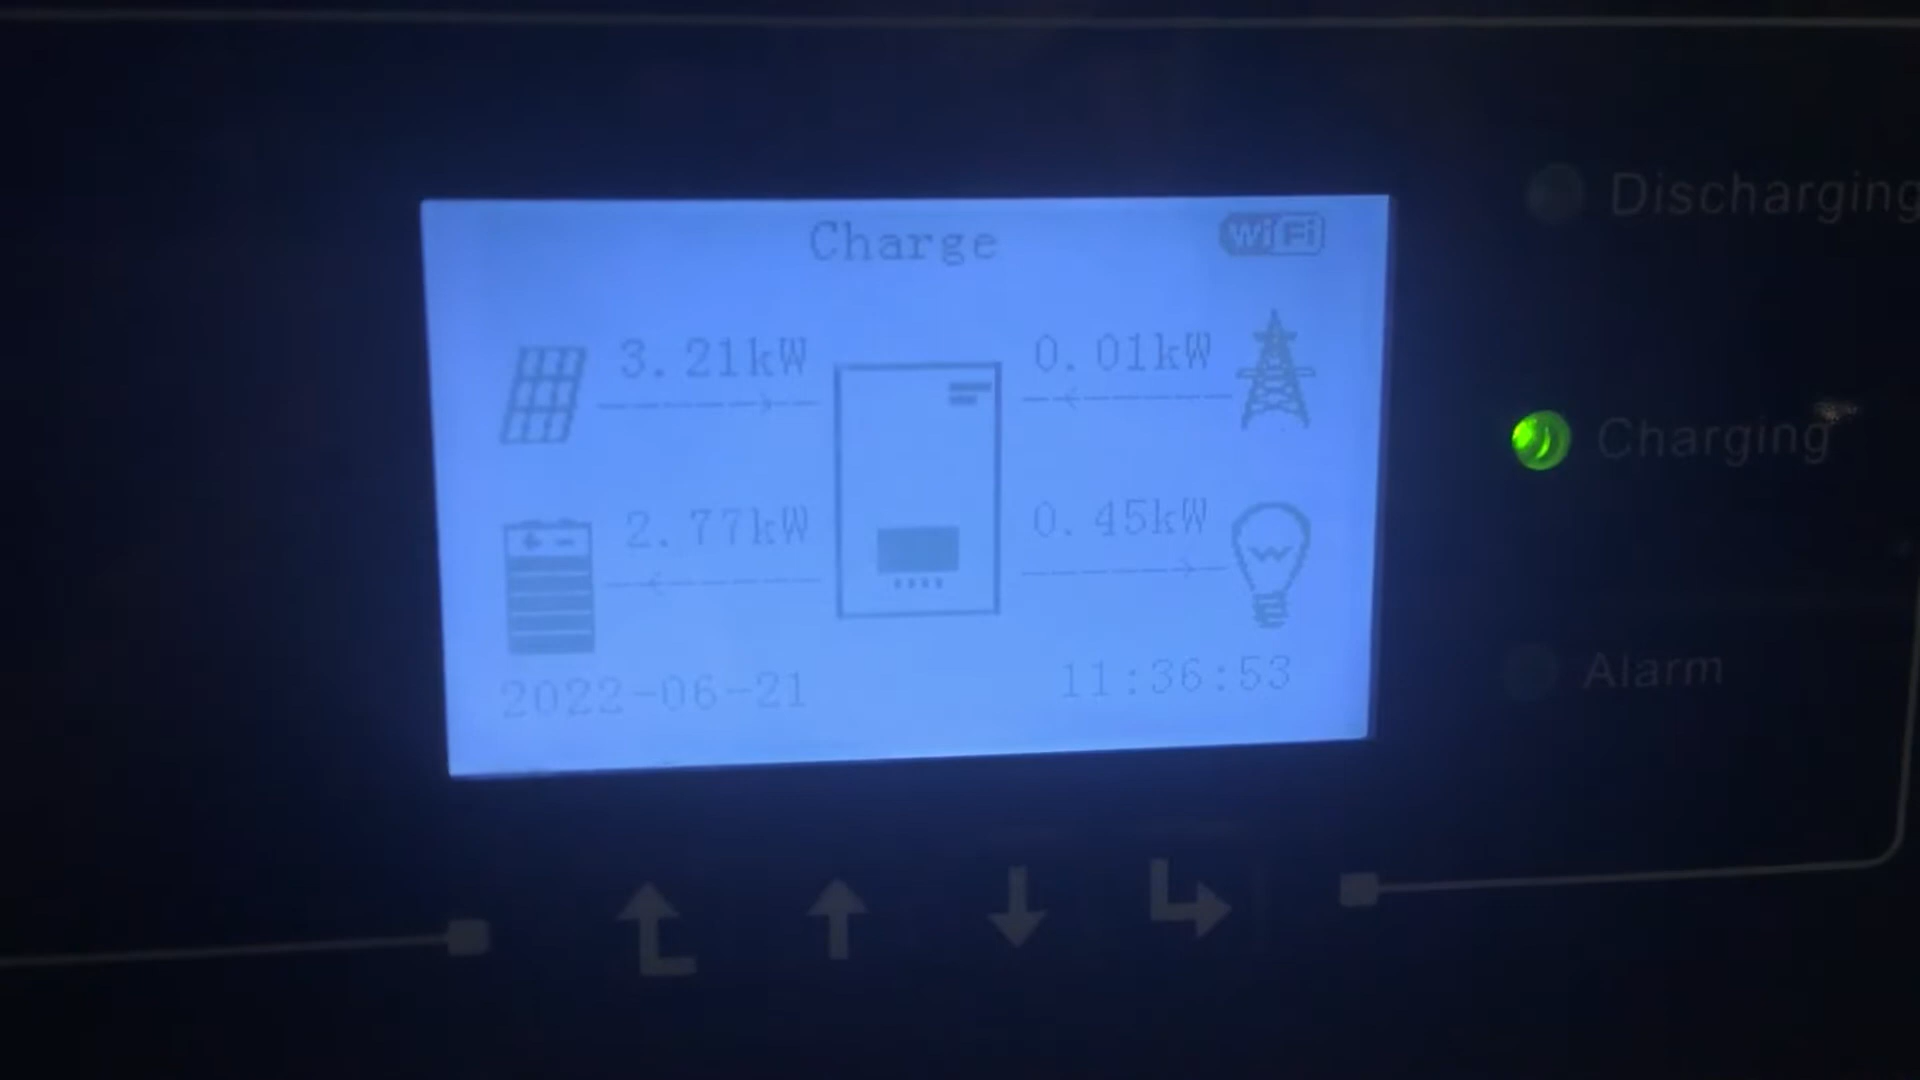 Charge WiFi
3.21kW 0.01kW
2.77kW 0.45kW
2022-06-21 11:36:53
Discharging
Charging
Alarm